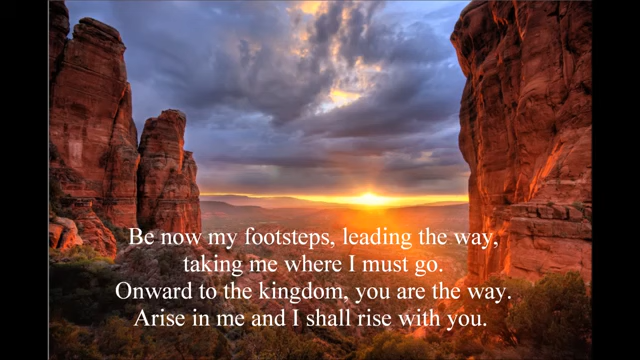 Be now my footsteps, leading the way,
taking me where I must go.
Onward to the kingdom, you are the way.
Arise in me and I shall rise with you.